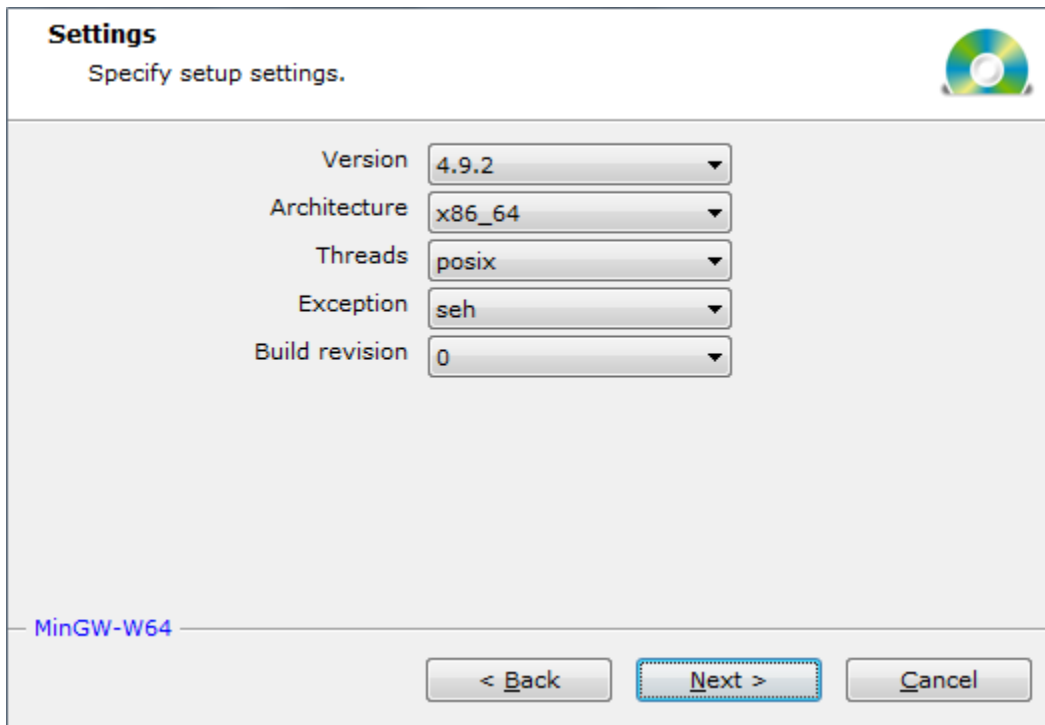 Settings
Specify setup settings.
Version 4.9.2
Architecture x86_64
Threads posix
Exception seh
Build revision 0
MinGW-W64
< Back Next > Cancel